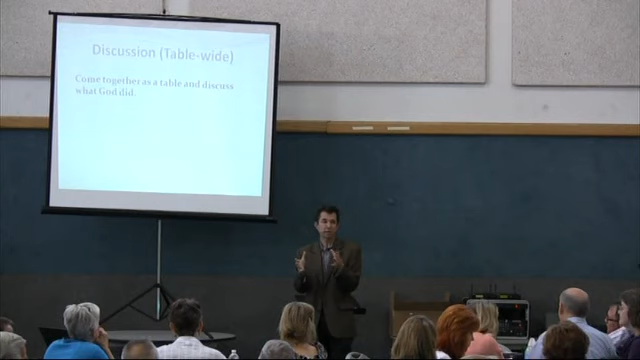 Discussion (Table-wide)
Come together as a table and discuss
what God did.